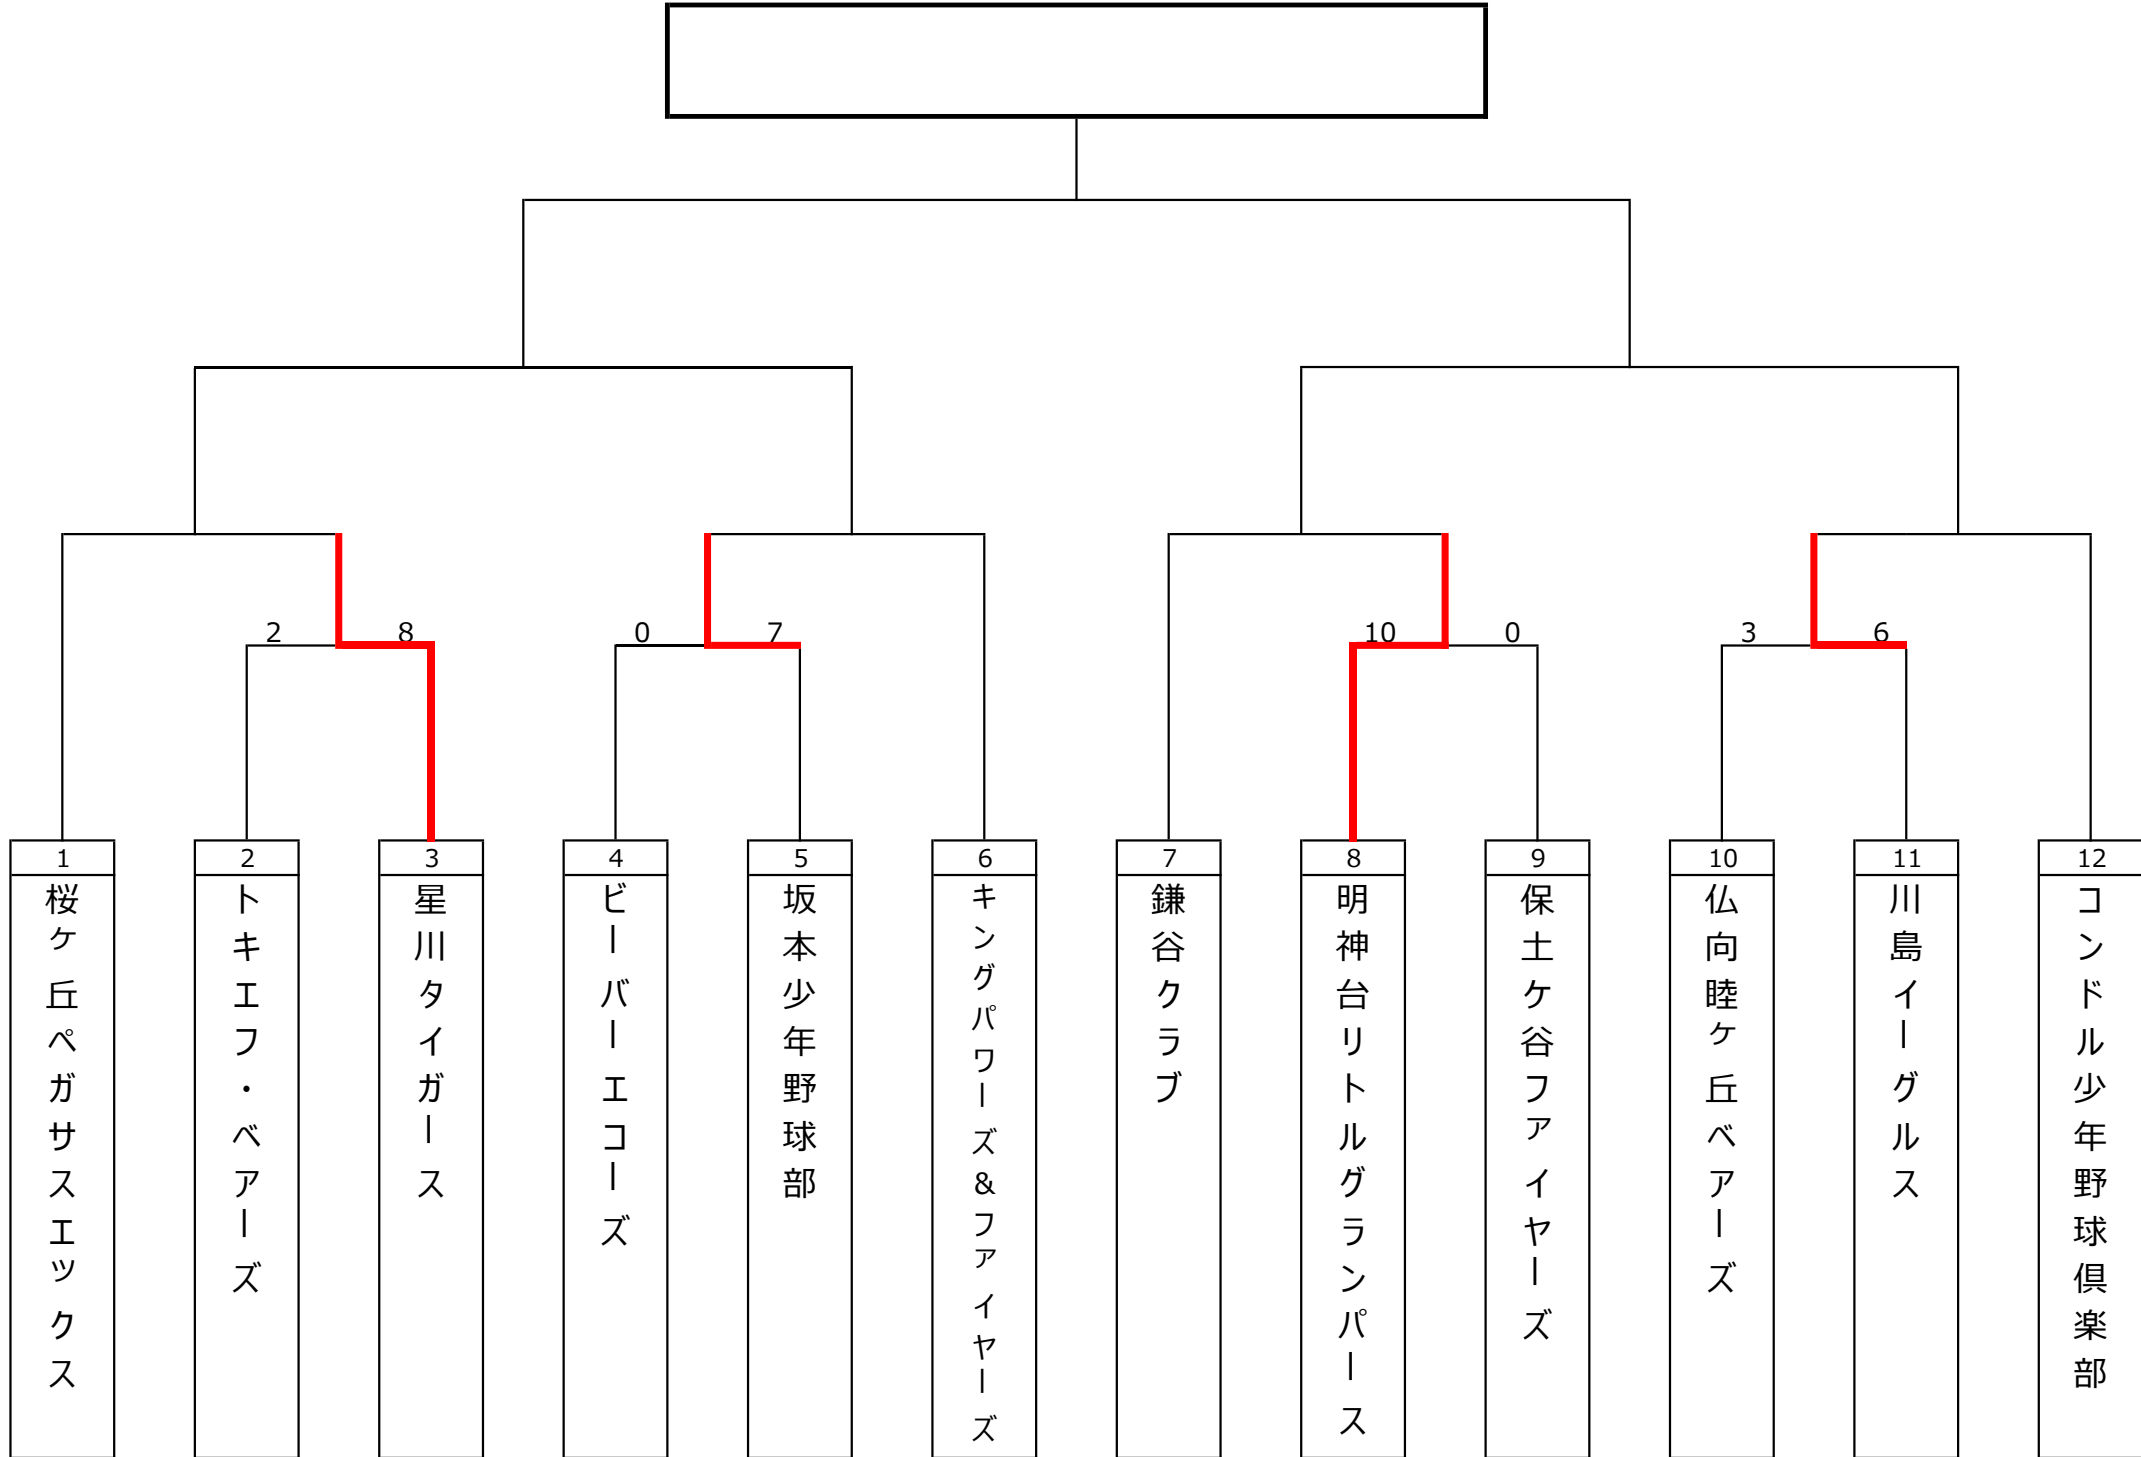 2 8 0 7 10 0 3 6
1 2 3 4 5 6 7 8 9 10 11 12
桜ヶ丘ペガサスエックス
トキエフ・ベアーズ
星川タイガース
ビーバーエコーズ
坂本少年野球部
キングパワーズ&ファイヤーズ
鎌谷クラブ
明神台リトルグランパース
保土ケ谷ファイヤーズ
仏向睦ヶ丘ベアーズ
川島イーグルス
コンドル少年野球倶楽部